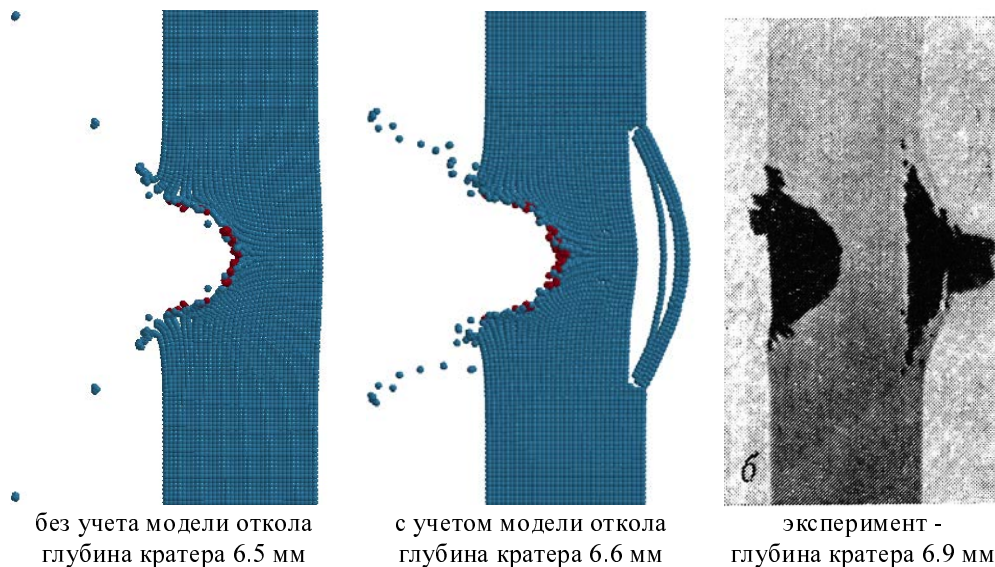 б
без учета модели откола
глубина кратера 6.5 мм
с учетом модели откола
глубина кратера 6.6 мм
эксперимент -
глубина кратера 6.9 мм